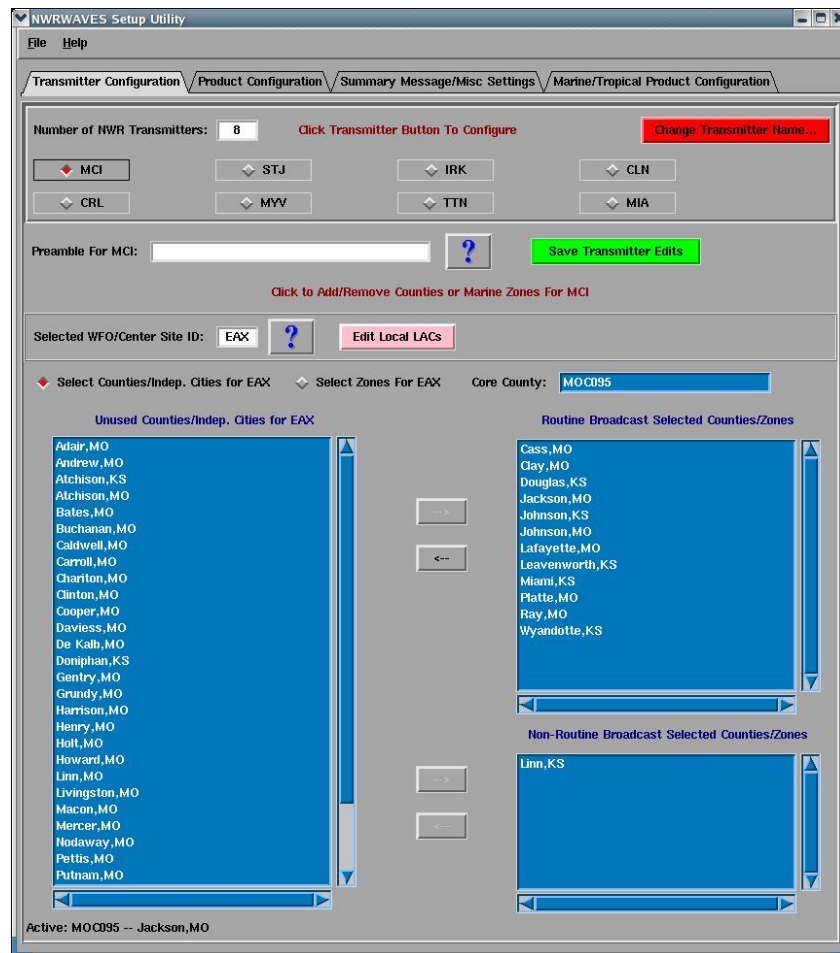 NWRWAVES Setup Utility
File Help
Transmitter Configuration Product Configuration Summary Message/Misc Settings Marine/Tropical Product Configuration
Number of NWR Transmitters: 8 Click Transmitter Button To Configure Change Transmitter Name...
MCI STJ IRK CLN
CRL MYV TTN MIA
Preamble For MCI: ? Save Transmitter Edits
Click to Add/Remove Counties or Marine Zones For MCI
Selected WFO/Center Site ID: EAX ? Edit Local LACs
Select Counties/Indep. Cities for EAX Select Zones For EAX Core County: MOC095
Unused Counties/Indep. Cities for EAX
Adair,MO
Andrew,MO
Atchison,KS
Atchison,MO
Bates,MO
Buchanan,MO
Caldwell,MO
Carroll,MO
Chariton,MO
Clinton,MO
Cooper,MO
Daviess,MO
De Kalb,MO
Doniphan,KS
Gentry,MO
Grundy,MO
Harrison,MO
Henry,MO
Holt,MO
Howard,MO
Linn,MO
Livingston,MO
Macon,MO
Mercer,MO
Nodaway,MO
Pettis,MO
Putnam,MO
-->
<--
-->
<--
Routine Broadcast Selected Counties/Zones
Cass,MO
Clay,MO
Douglas,KS
Jackson,MO
Johnson,KS
Johnson,MO
Lafayette,MO
Leavenworth,KS
Miami,KS
Platte,MO
Ray,MO
Wyandotte,KS
Non-Routine Broadcast Selected Counties/Zones
Linn,KS
Active: MOC095 -- Jackson,MO